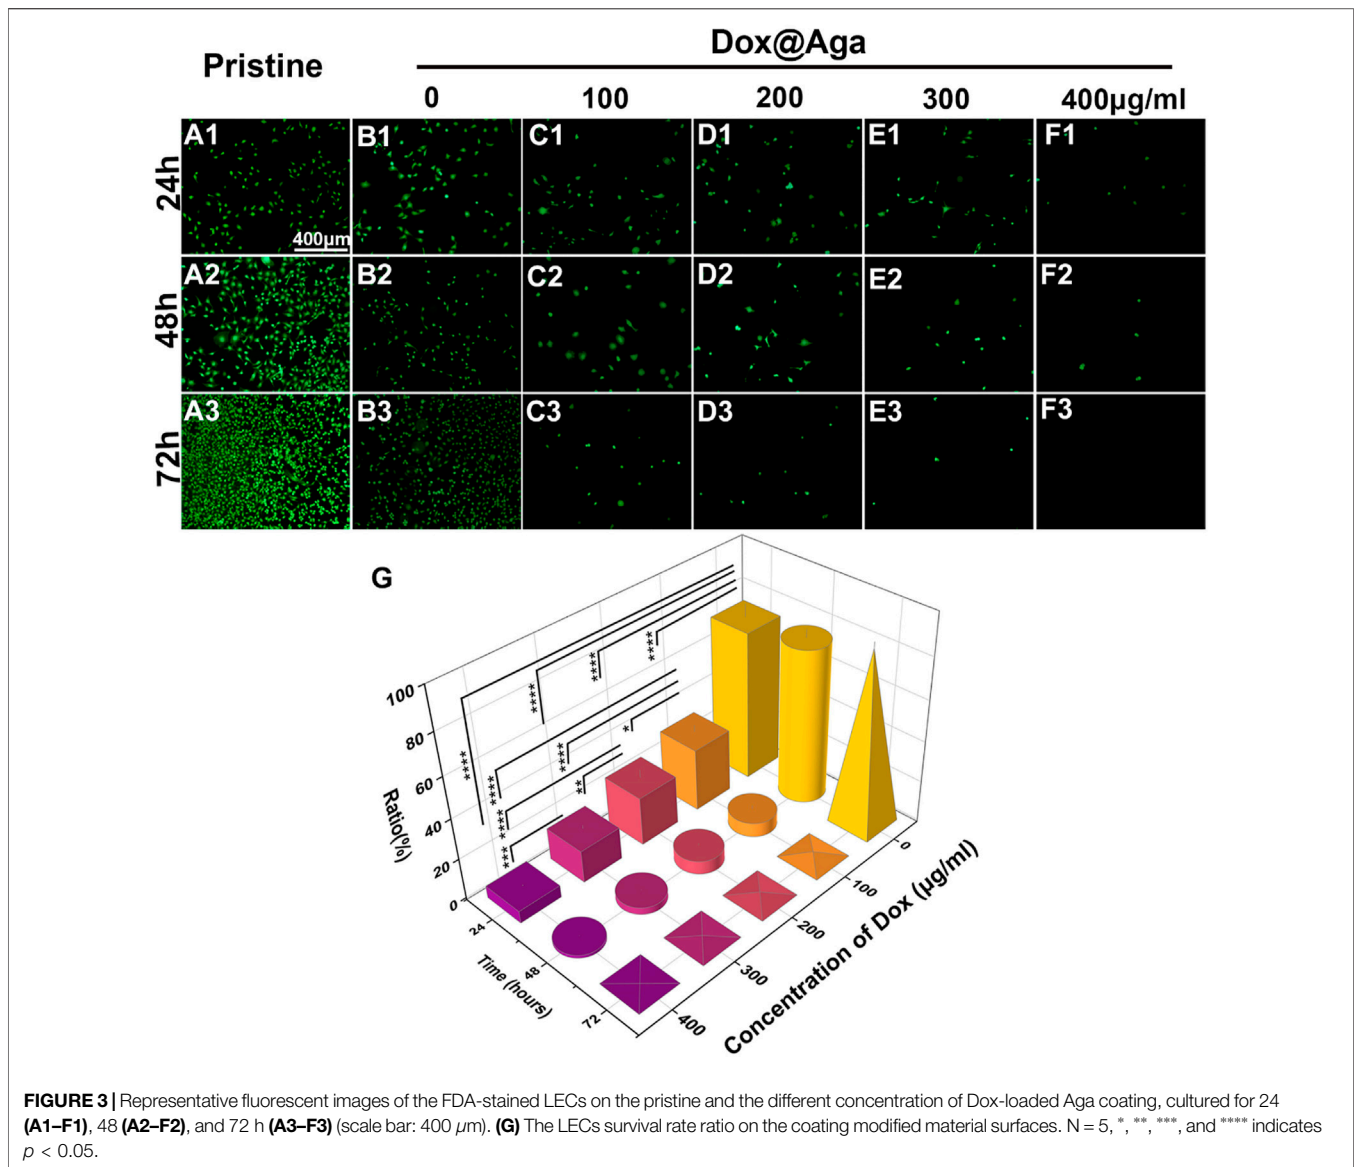 Pristine
Dox@Aga
0 100 200 300 400µg/ml
24h
A1 B1 C1 D1 E1 F1
400µm
48h
A2 B2 C2 D2 E2 F2
72h
A3 B3 C3 D3 E3 F3
G
100
80
60
40
20
0
Ratio(%)
****
****
****
****
****
****
*
****
**
***
24
48
72
Time (hours)
0
100
200
300
400
Concentration of Dox (µg/ml)
FIGURE 3 | Representative fluorescent images of the FDA-stained LECs on the pristine and the different concentration of Dox-loaded Aga coating, cultured for 24
(A1–F1), 48 (A2–F2), and 72 h (A3–F3) (scale bar: 400 µm). (G) The LECs survival rate ratio on the coating modified material surfaces. N = 5, *, **, ***, and **** indicates
p < 0.05.